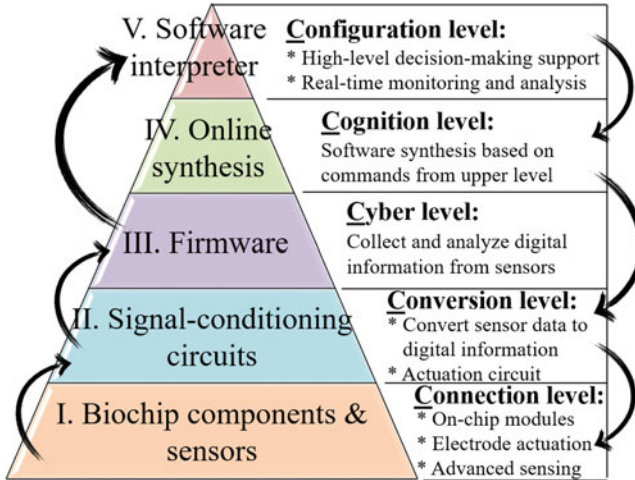 V. Software
interpreter
Configuration level:
* High-level decision-making support
* Real-time monitoring and analysis
IV. Online
synthesis
Cognition level:
Software synthesis based on
commands from upper level
III. Firmware
Cyber level:
Collect and analyze digital
information from sensors
II. Signal-conditioning
circuits
Conversion level:
* Convert sensor data to
digital information
* Actuation circuit
I. Biochip components &
sensors
Connection level:
* On-chip modules
* Electrode actuation
* Advanced sensing